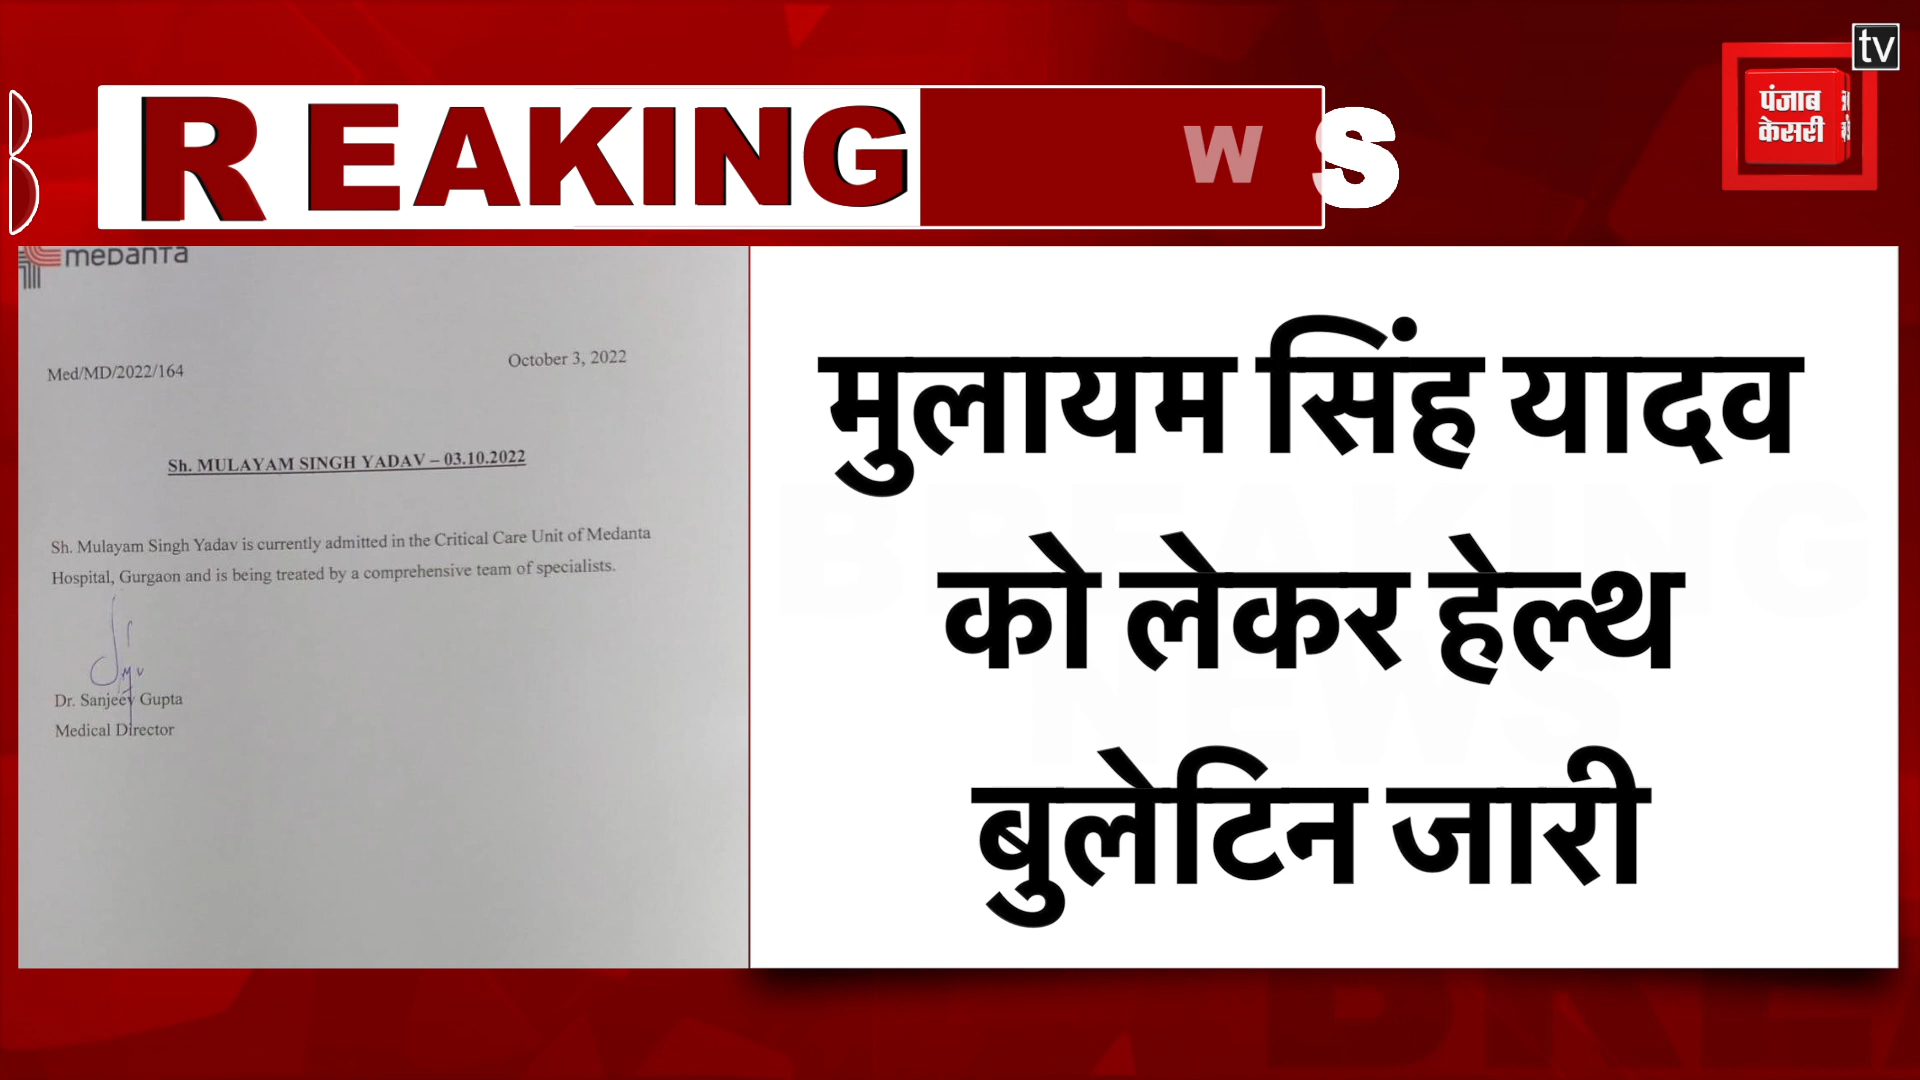 tv
पंजाब
केसरी
BREAKING WS
medanta
Med/MD/2022/164
October 3, 2022
Sh. MULAYAM SINGH YADAV – 03.10.2022
Sh. Mulayam Singh Yadav is currently admitted in the Critical Care Unit of Medanta
Hospital, Gurgaon and is being treated by a comprehensive team of specialists.
Dr. Sanjeev Gupta
Medical Director
मुलायम सिंह यादव
को लेकर हेल्थ
बुलेटिन जारी